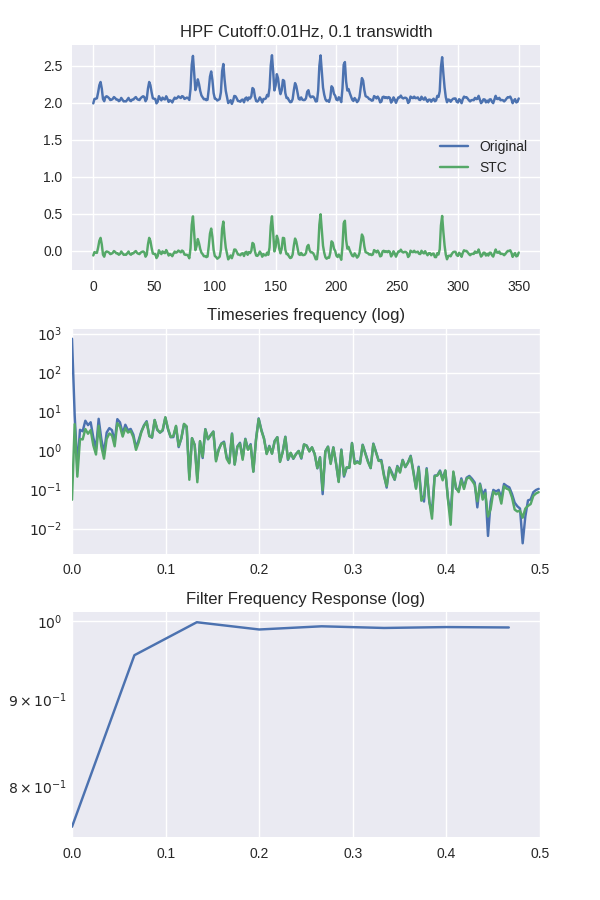 HPF Cutoff:0.01Hz, 0.1 transwidth
2.5
2.0
1.5
1.0
0.5
0.0
Original
STC
0 50 100 150 200 250 300 350
Timeseries frequency (log)
10³
10²
10¹
10⁰
10⁻¹
10⁻²
0.0 0.1 0.2 0.3 0.4 0.5
Filter Frequency Response (log)
10⁰
9 × 10⁻¹
8 × 10⁻¹
0.0 0.1 0.2 0.3 0.4 0.5